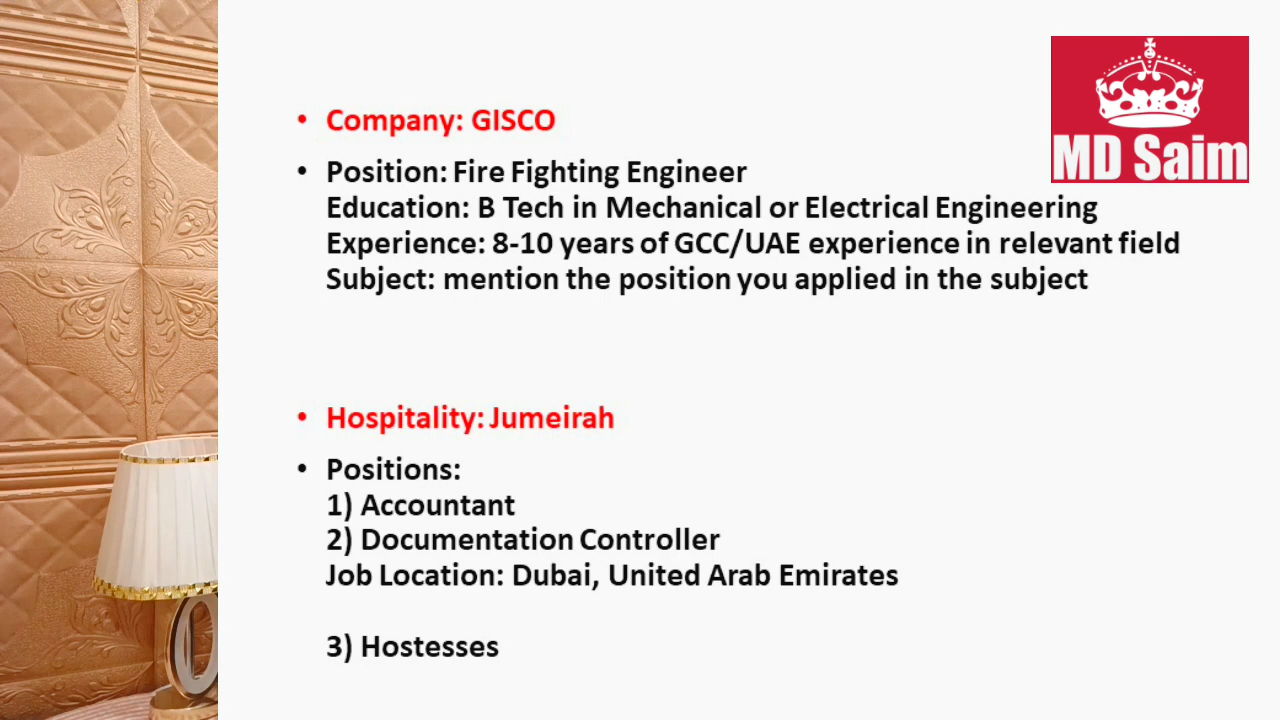 MD Saim
• Company: GISCO
• Position: Fire Fighting Engineer
Education: B Tech in Mechanical or Electrical Engineering
Experience: 8-10 years of GCC/UAE experience in relevant field
Subject: mention the position you applied in the subject
• Hospitality: Jumeirah
• Positions:
1) Accountant
2) Documentation Controller
Job Location: Dubai, United Arab Emirates
3) Hostesses